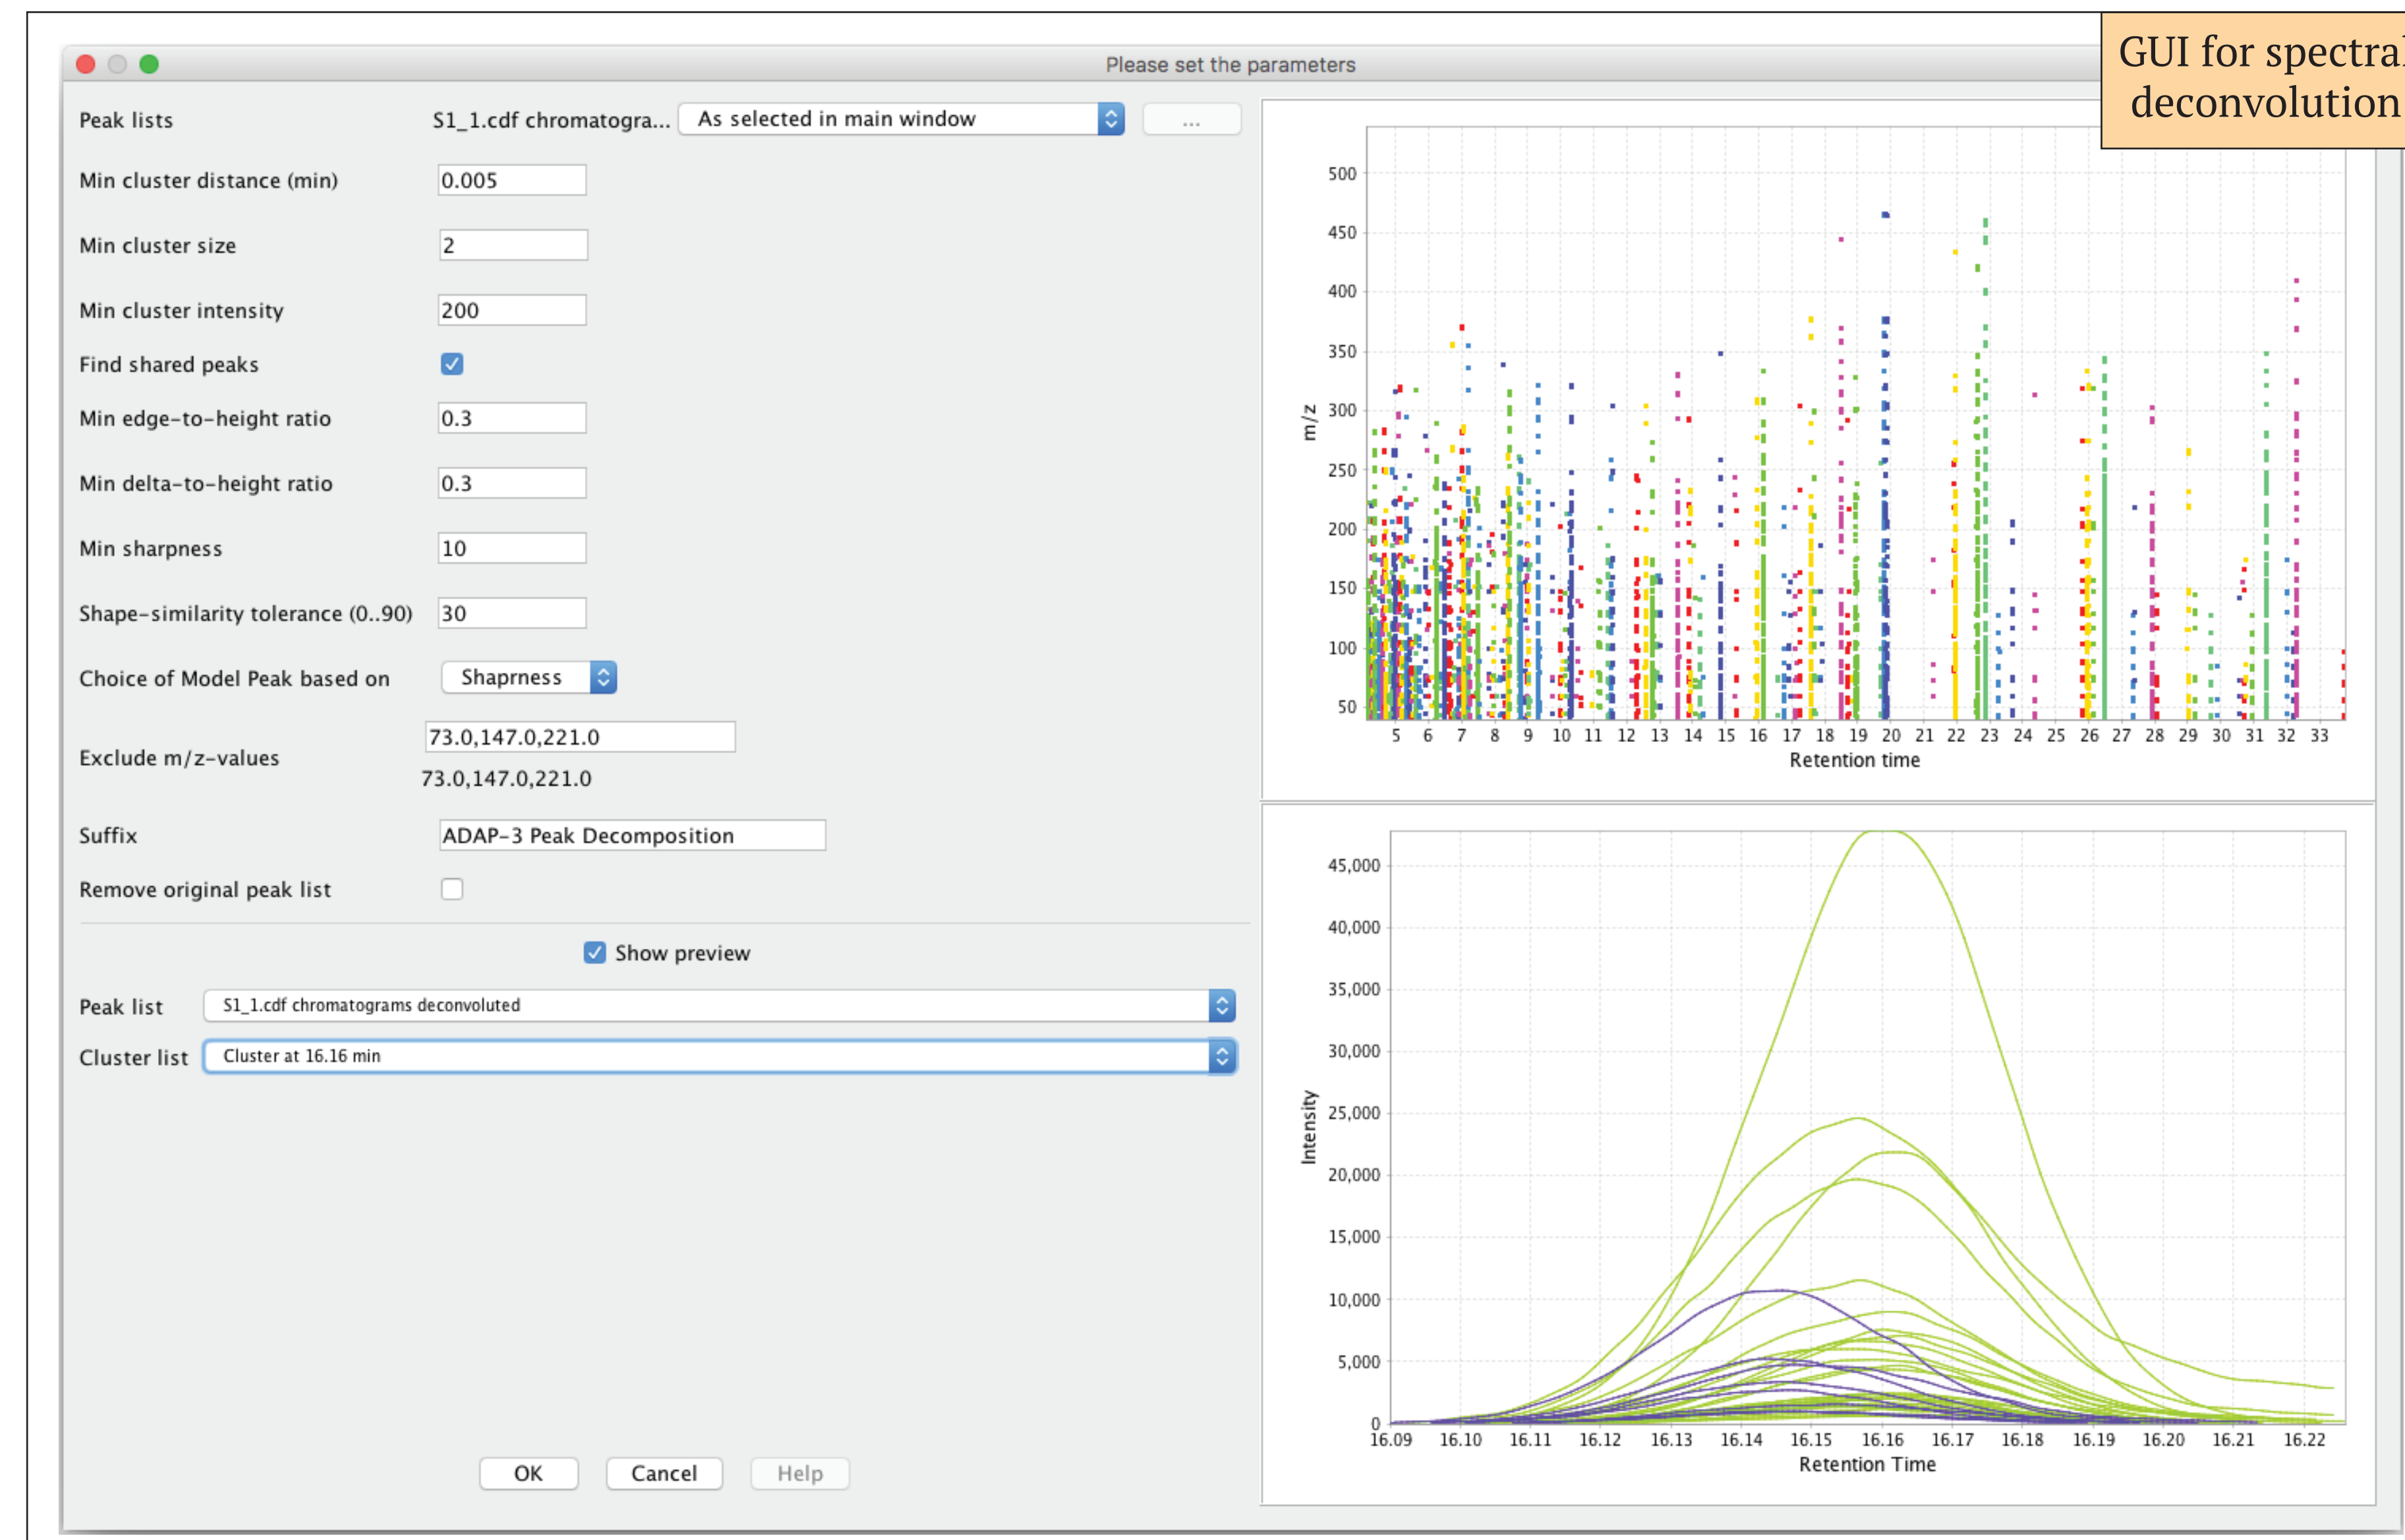 GUI for spectral
deconvolution
Please set the parameters
Peak lists S1_1.cdf chromatogra... As selected in main window ...
Min cluster distance (min) 0.005
Min cluster size 2
Min cluster intensity 200
Find shared peaks
Min edge-to-height ratio 0.3
Min delta-to-height ratio 0.3
Min sharpness 10
Shape-similarity tolerance (0..90) 30
Choice of Model Peak based on Shaprness
Exclude m/z-values 73.0,147.0,221.0
73.0,147.0,221.0
Suffix ADAP-3 Peak Decomposition
Remove original peak list
Show preview
Peak list S1_1.cdf chromatograms deconvoluted
Cluster list Cluster at 16.16 min
OK Cancel Help
500
450
400
350
300
250
200
150
100
50
m/z
5 6 7 8 9 10 11 12 13 14 15 16 17 18 19 20 21 22 23 24 25 26 27 28 29 30 31 32 33
Retention time
45,000
40,000
35,000
30,000
25,000
20,000
15,000
10,000
5,000
0
Intensity
16.09 16.10 16.11 16.12 16.13 16.14 16.15 16.16 16.17 16.18 16.19 16.20 16.21 16.22
Retention Time